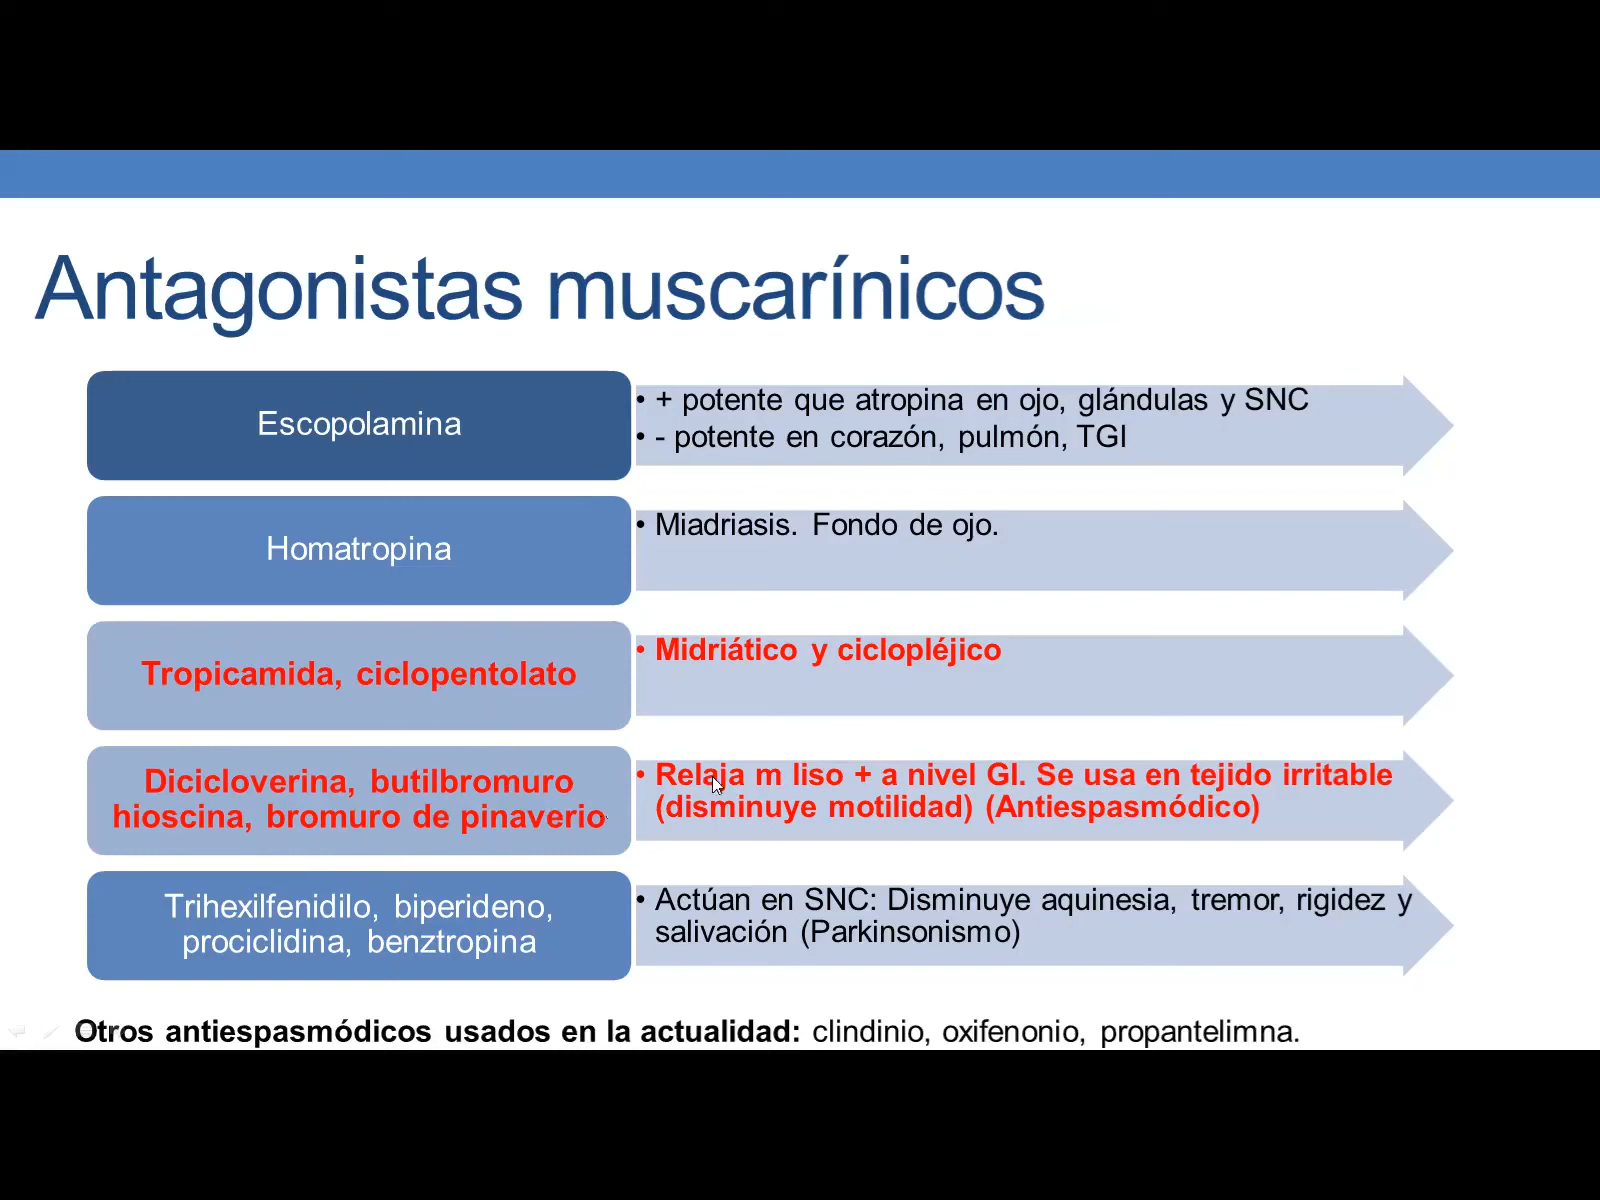 Antagonistas muscarínicos
Escopolamina
• + potente que atropina en ojo, glándulas y SNC
• - potente en corazón, pulmón, TGI
Homatropina
• Miadriasis. Fondo de ojo.
Tropicamida, ciclopentolato
• Midriático y ciclopléjico
Dicicloverina, butilbromuro
hioscina, bromuro de pinaverio
• Relaja m liso + a nivel GI. Se usa en tejido irritable
(disminuye motilidad) (Antiespasmódico)
Trihexilfenidilo, biperideno,
prociclidina, benztropina
• Actúan en SNC: Disminuye aquinesia, tremor, rigidez y
salivación (Parkinsonismo)
Otros antiespasmódicos usados en la actualidad: clindinio, oxifenonio, propantelimna.